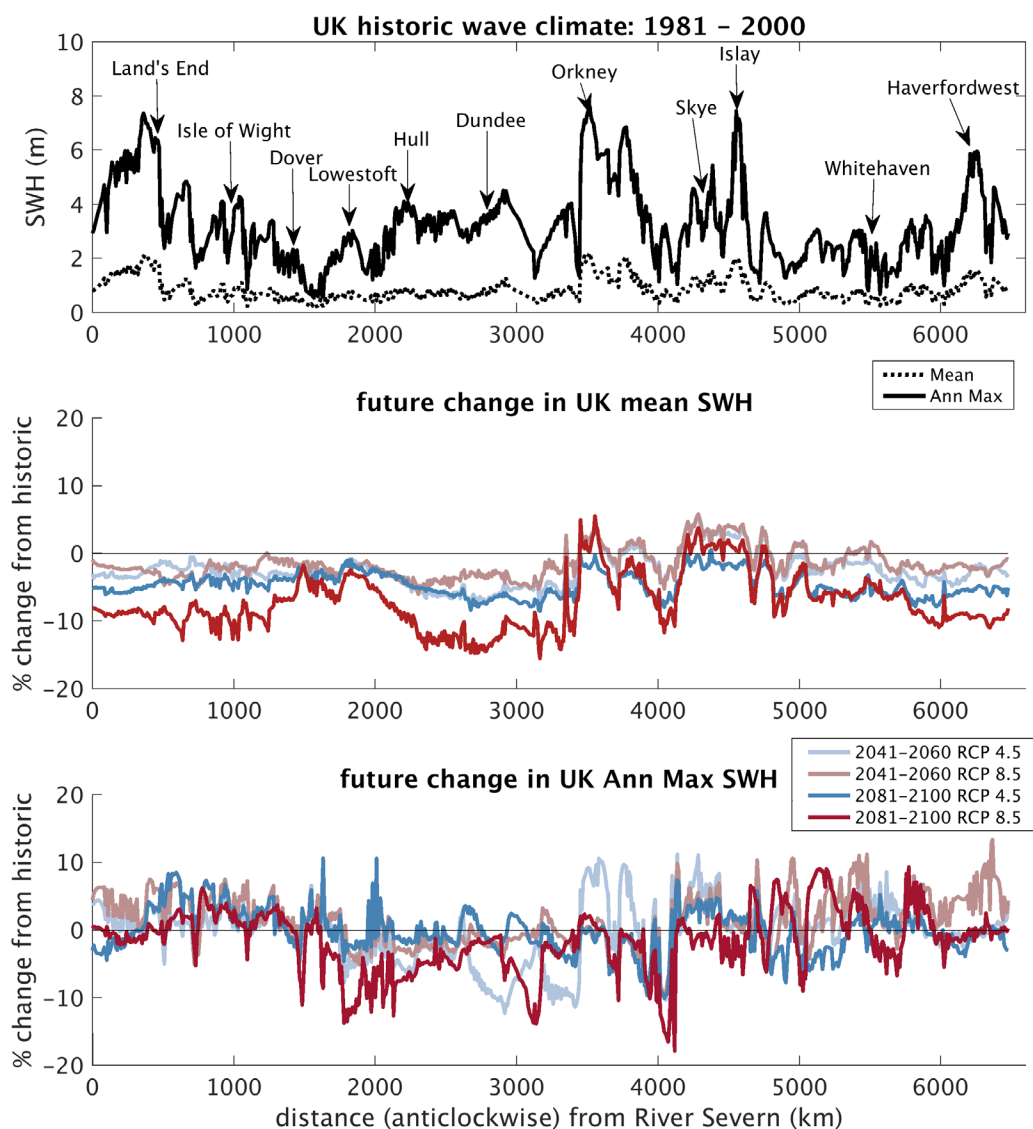 UK historic wave climate: 1981 – 2000
10
8
6
4
2
0
SWH (m)
Land's End
Isle of Wight
Dover
Lowestoft
Hull
Dundee
Orkney
Skye
Islay
Whitehaven
Haverfordwest
0 1000 2000 3000 4000 5000 6000
Mean
Ann Max
future change in UK mean SWH
20
10
0
-10
-20
% change from historic
0 1000 2000 3000 4000 5000 6000
2041–2060 RCP 4.5
2041–2060 RCP 8.5
2081–2100 RCP 4.5
2081–2100 RCP 8.5
future change in UK Ann Max SWH
20
10
0
-10
-20
% change from historic
0 1000 2000 3000 4000 5000 6000
distance (anticlockwise) from River Severn (km)